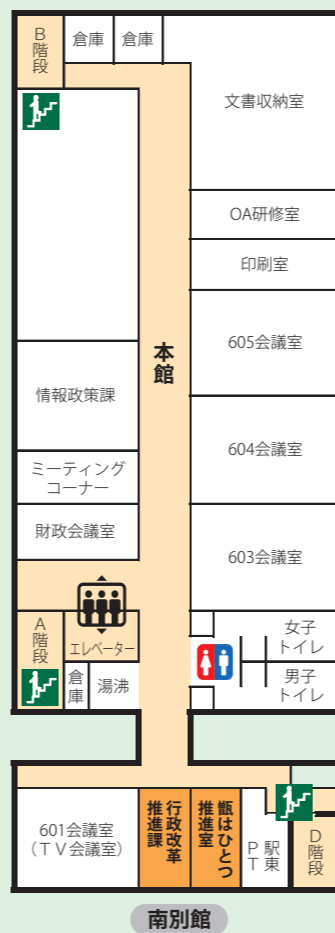 B階段
倉庫
倉庫
文書収納室
OA研修室
印刷室
605会議室
本館
情報政策課
604会議室
ミーティング
コーナー
財政会議室
603会議室
A階段
エレベーター
女子
トイレ
倉庫
湯沸
男子
トイレ
601会議室
（ＴＶ会議室）
行政改革
推進課
甑はひとつ
推進室
駅東
ＰＴ
D階段
南別館